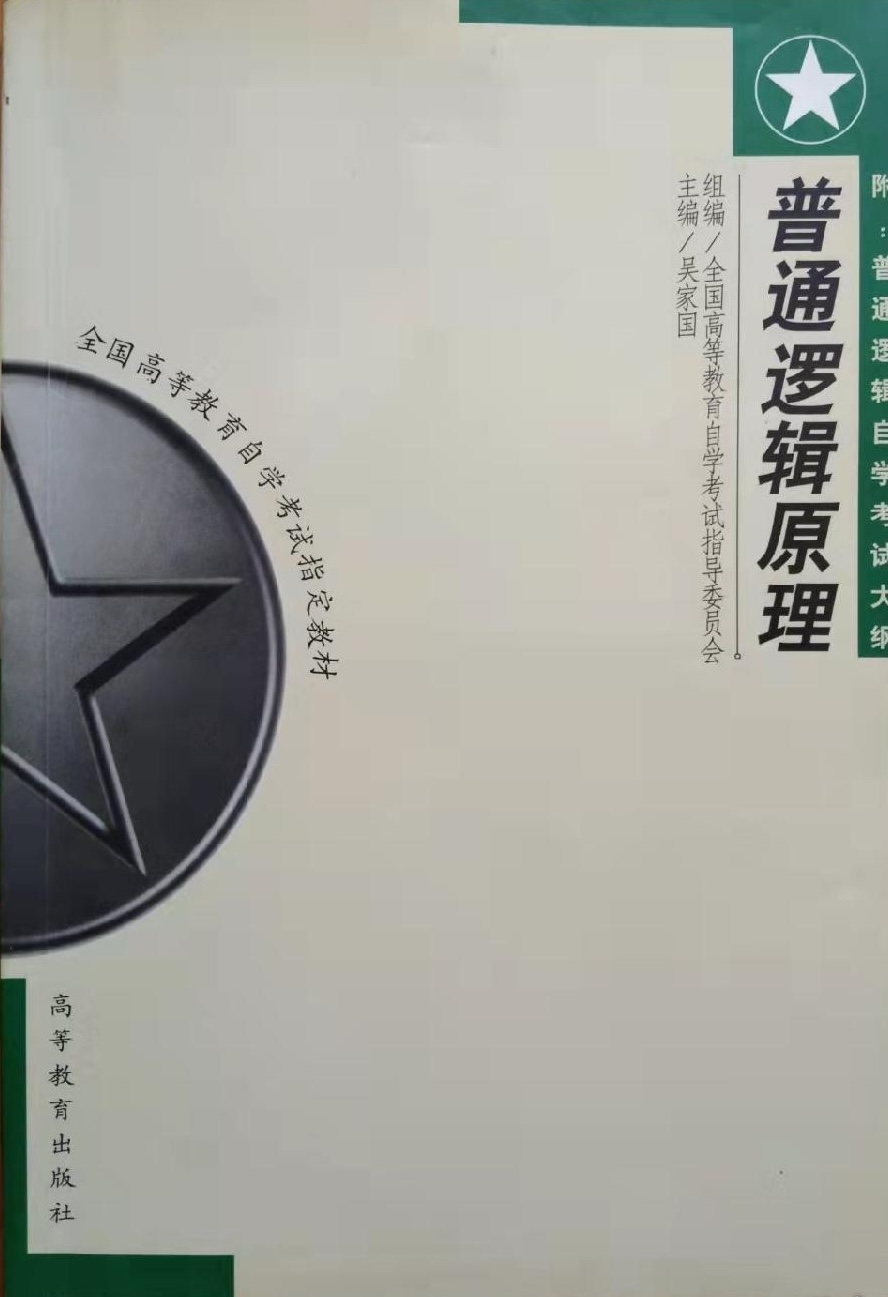 附：普通逻辑自学考试大纲
普通逻辑原理
组编/全国高等教育自学考试指导委员会
主编/吴家国
全国高等教育自学考试指定教材
高等教育出版社